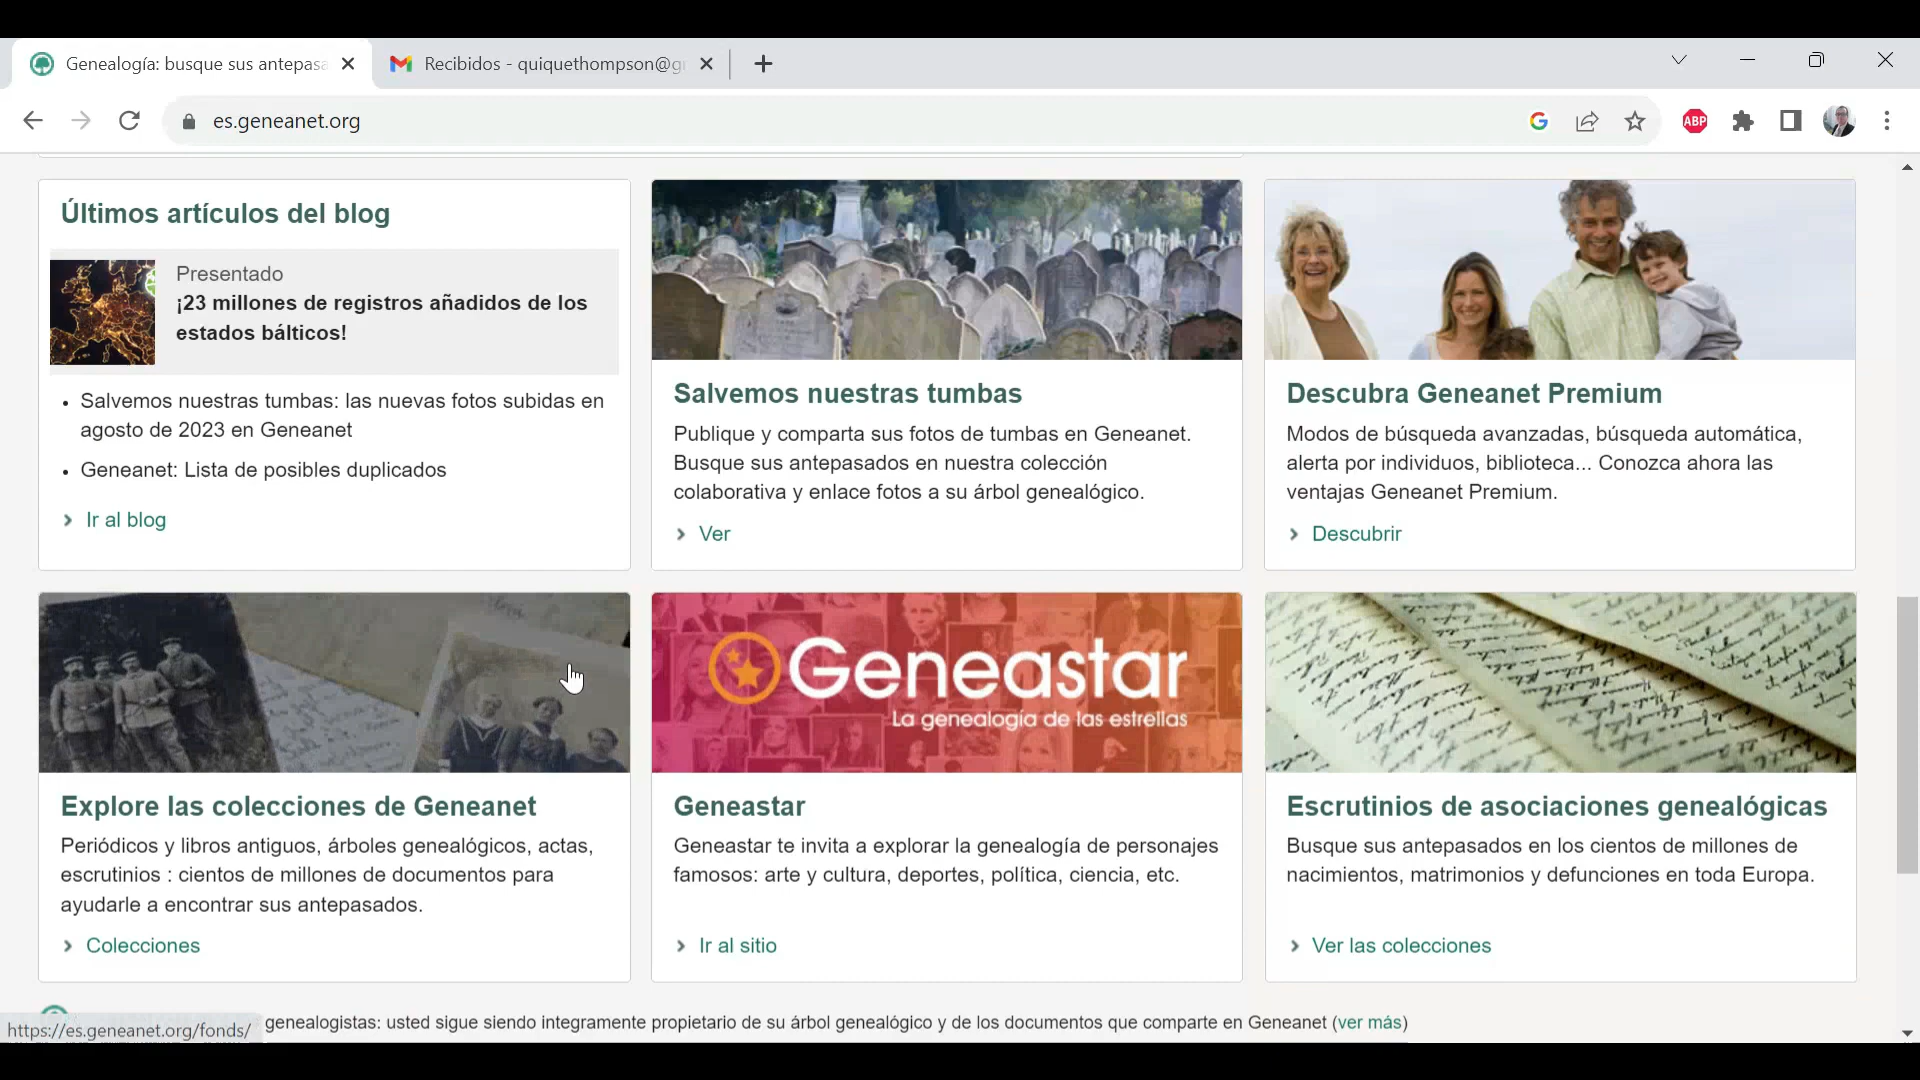 Genealogía: busque sus antepasa
Recibidos - quiquethompson@g
es.geneanet.org
ABP
Últimos artículos del blog
Presentado
¡23 millones de registros añadidos de los
estados bálticos!
Salvemos nuestras tumbas: las nuevas fotos subidas en
agosto de 2023 en Geneanet
Geneanet: Lista de posibles duplicados
Ir al blog
Salvemos nuestras tumbas
Publique y comparta sus fotos de tumbas en Geneanet.
Busque sus antepasados en nuestra colección
colaborativa y enlace fotos a su árbol genealógico.
Ver
Descubra Geneanet Premium
Modos de búsqueda avanzadas, búsqueda automática,
alerta por individuos, biblioteca... Conozca ahora las
ventajas Geneanet Premium.
Descubrir
Explore las colecciones de Geneanet
Periódicos y libros antiguos, árboles genealógicos, actas,
escrutinios : cientos de millones de documentos para
ayudarle a encontrar sus antepasados.
Colecciones
Geneastar
La genealogía de las estrellas
Geneastar
Geneastar te invita a explorar la genealogía de personajes
famosos: arte y cultura, deportes, política, ciencia, etc.
Ir al sitio
Escrutinios de asociaciones genealógicas
Busque sus antepasados en los cientos de millones de
nacimientos, matrimonios y defunciones en toda Europa.
Ver las colecciones
genealogistas: usted sigue siendo integramente propietario de su árbol genealógico y de los documentos que comparte en Geneanet (ver más)
https://es.geneanet.org/fonds/